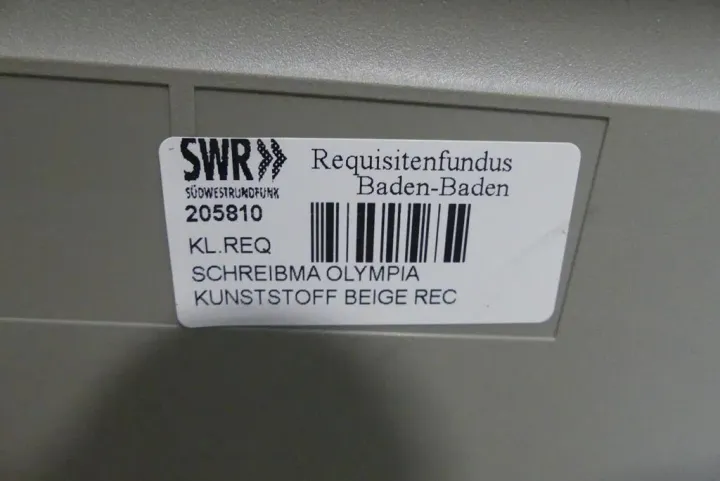 SWR
SÜDWESTRUNDFUNK
Requisitenfundus
Baden-Baden
205810
KL.REQ
SCHREIBMA OLYMPIA
KUNSTSTOFF BEIGE REC